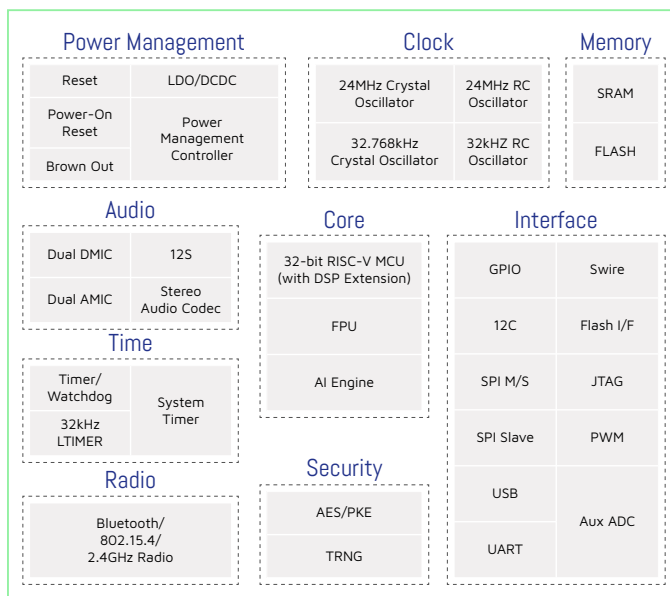 Power Management
Reset
LDO/DCDC
Power-On
Reset
Power
Management
Controller
Brown Out
Clock
24MHz Crystal
Oscillator
24MHz RC
Oscillator
32.768kHz
Crystal Oscillator
32kHZ RC
Oscillator
Memory
SRAM
FLASH
Audio
Dual DMIC
12S
Dual AMIC
Stereo
Audio Codec
Time
Timer/
Watchdog
System
Timer
32kHz
LTIMER
Radio
Bluetooth/
802.15.4/
2.4GHz Radio
Core
32-bit RISC-V MCU
(with DSP Extension)
FPU
AI Engine
Security
AES/PKE
TRNG
Interface
GPIO
Swire
12C
Flash I/F
SPI M/S
JTAG
SPI Slave
PWM
USB
Aux ADC
UART